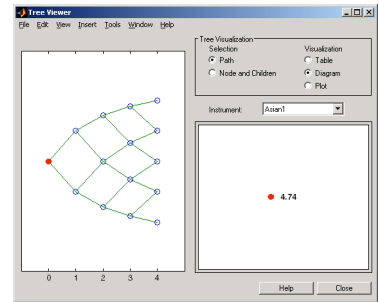 Tree Viewer
File Edit View Insert Tools Window Help
Tree Visualization
Selection
Visualization
Path
Table
Node and Children
Diagram
Plot
Instrument:
Asian1
4.74
0 1 2 3 4
Help
Close